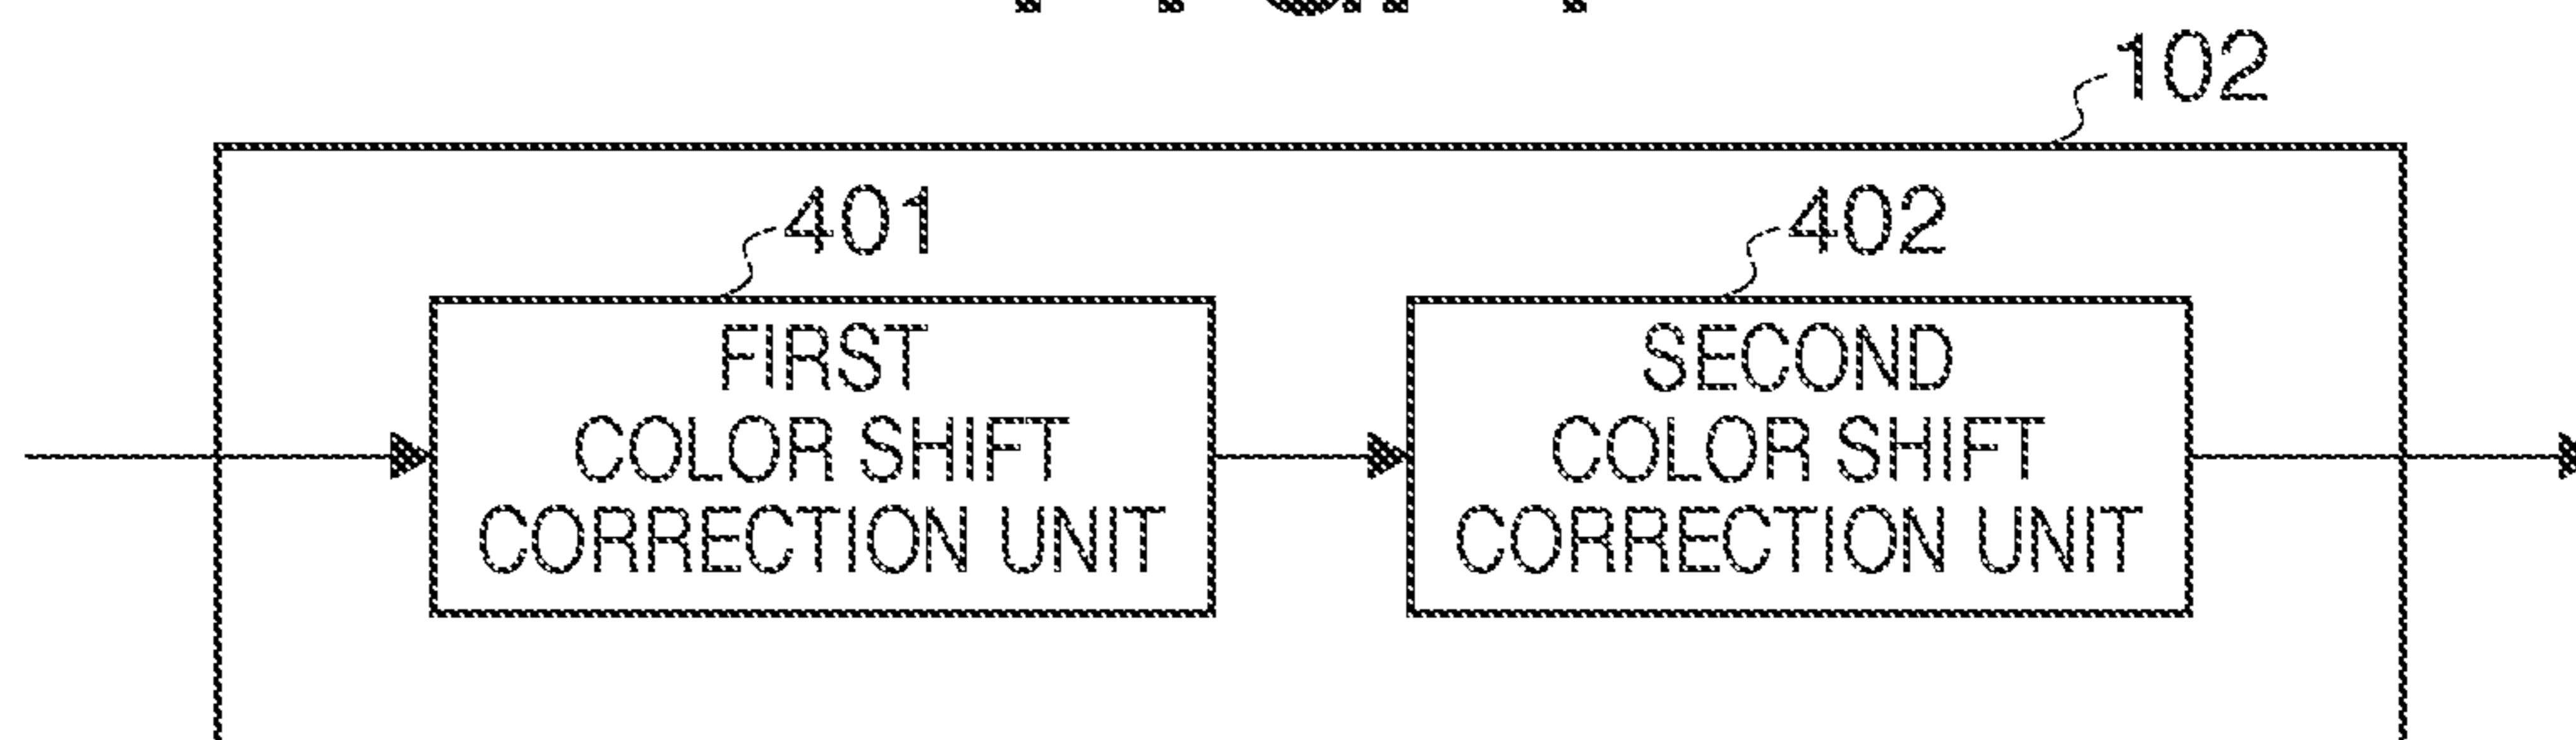 102
401
402
FIRST
COLOR SHIFT
CORRECTION UNIT
SECOND
COLOR SHIFT
CORRECTION UNIT